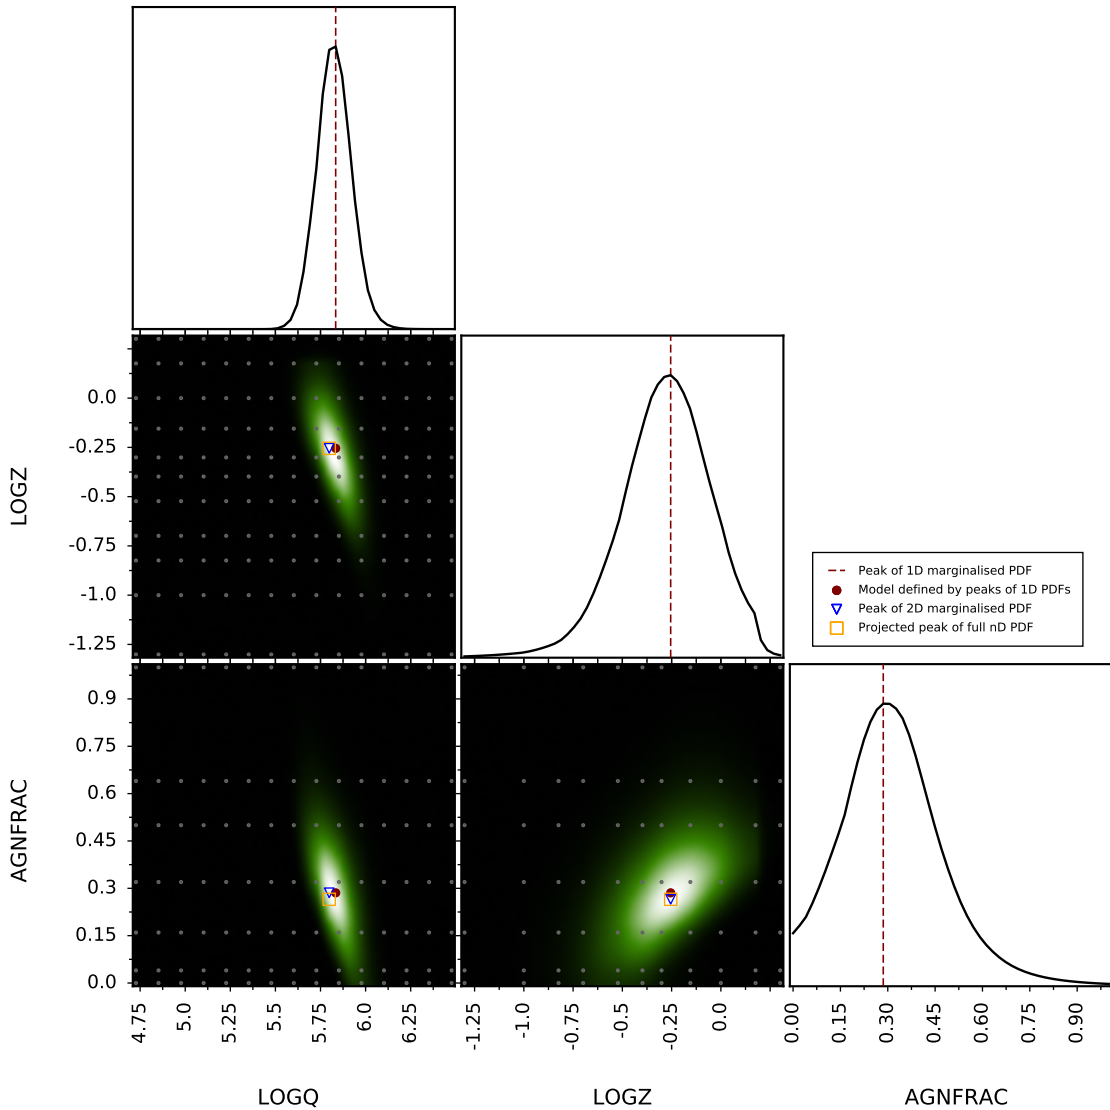 LOGZ
0.0
-0.25
-0.5
-0.75
-1.0
-1.25
Peak of 1D marginalised PDF
Model defined by peaks of 1D PDFs
Peak of 2D marginalised PDF
Projected peak of full nD PDF
AGNFRAC
0.9
0.75
0.6
0.45
0.3
0.15
0.0
4.75 5.0 5.25 5.5 5.75 6.0 6.25
-1.25 -1.0 -0.75 -0.5 -0.25 0.0
0.00 0.15 0.30 0.45 0.60 0.75 0.90
LOGQ LOGZ AGNFRAC